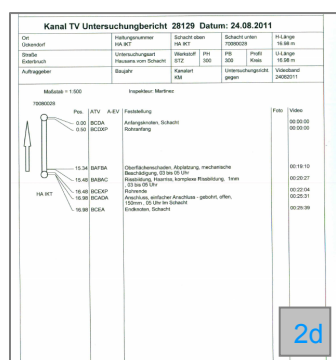 Kanal TV Untersuchungbericht 28129 Datum: 24.08.2011
Ort Haltungsnummer Schacht oben Schacht unten H-Länge
Ückendorf HA IKT HA IKT 70080028 16.98 m
Straße Untersuchungsart Werkstoff PH PB Profil U-Länge
Exterbruch Hausans.vom Schacht STZ 300 300 Kreis 16.98 m
Auftraggeber Baujahr Kanalart Untersuchungsricht Videoband
KM gegen 24082011
Maßstab = 1:500 Inspekteur: Martinez
70080028
Pos. ATV A-EV Feststellung Foto Video
0.00 BCDA Anfangsknoten, Schacht 00:00:00
0.50 BCDXP Rohranfang 00:00:00
15.34 BAFBA Oberflächenschaden, Abplatzung, mechanische 00:19:10
Beschädigung, 03 bis 05 Uhr
15.48 BABAC Rissbildung, Haarriss, komplexe Rissbildung, 1mm 00:20:27
, 03 bis 05 Uhr
16.48 BCEXP Rohrende 00:22:04
HA IKT
16.98 BCADA Anschluss, einfacher Anschluss - gebohrt, offen, 00:25:31
150mm , 05 Uhr Im Schacht
16.98 BCEA Endknoten, Schacht 00:25:39
2d